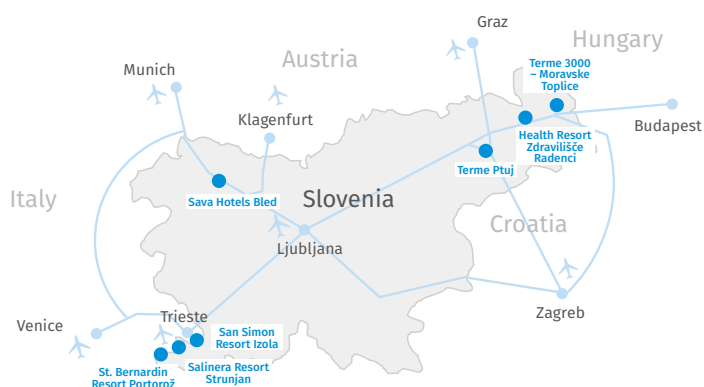 Graz
Hungary
Austria
Terme 3000
– Moravske
Toplice
Munich
Klagenfurt
Budapest
Health Resort
Zdravilišče
Radenci
Terme Ptuj
Italy
Sava Hotels Bled
Slovenia
Croatia
Ljubljana
Zagreb
Venice
Trieste
San Simon
Resort Izola
St. Bernardin
Resort Portorož
Salinera Resort
Strunjan